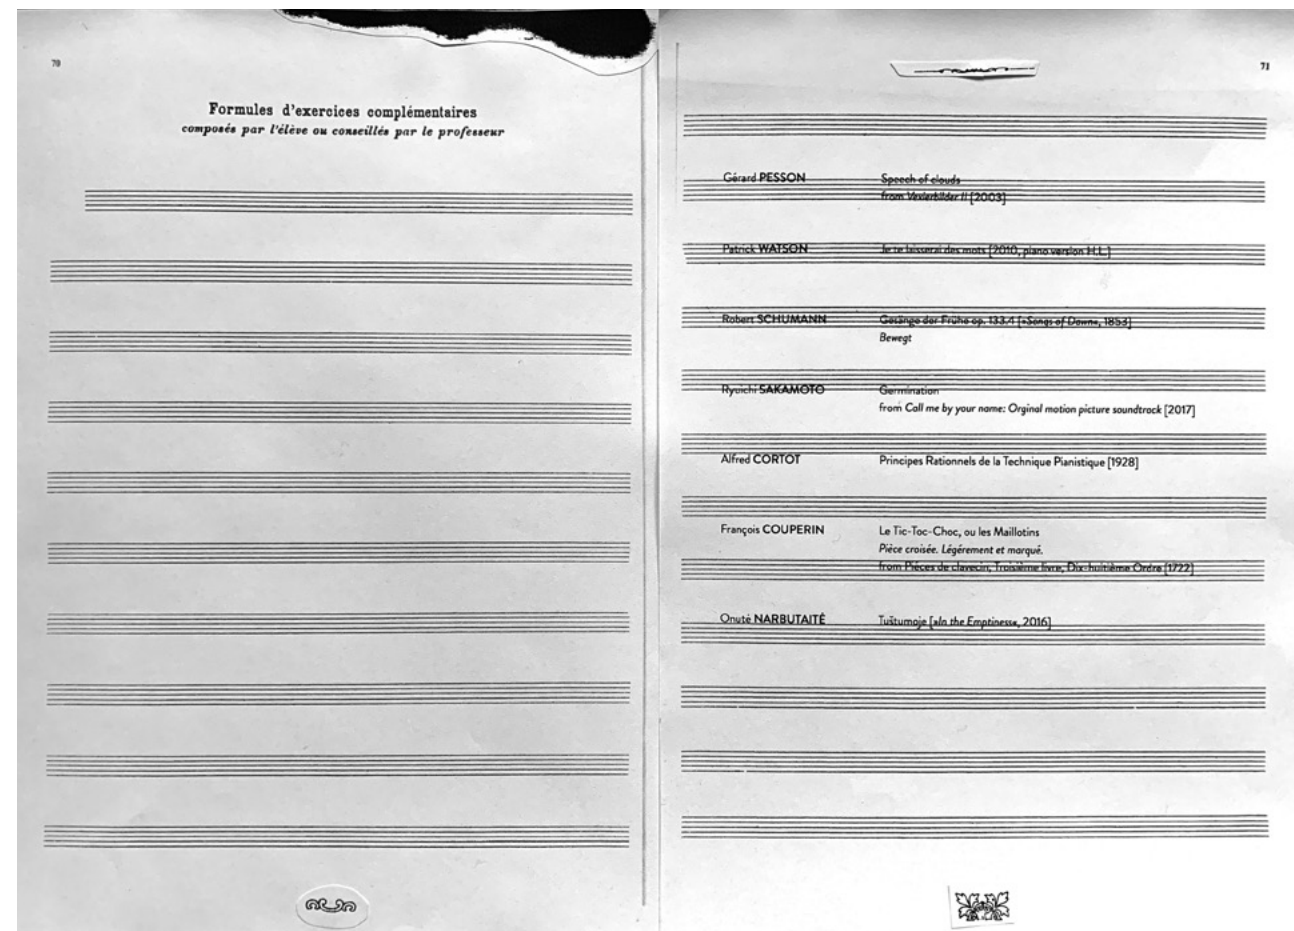 70
Formules d'exercices complémentaires
composés par l'élève ou conseillés par le professeur
71
Gérard PESSON Speech of clouds
from Vexierbilder II [2003]
Patrick WATSON Je te laisserai des mots [2010, piano version H.L.]
Robert SCHUMANN Gesänge der Frühe op. 133.4 [»Songs of Dawn«, 1853]
Bewegt
Ryuichi SAKAMOTO Germination
from Call me by your name: Orginal motion picture soundtrack [2017]
Alfred CORTOT Principes Rationnels de la Technique Pianistique [1928]
François COUPERIN Le Tic-Toc-Choc, ou les Maillotins
Pièce croisée. Légérement et marqué.
from Pièces de clavecin, Troisième livre, Dix-huitième Ordre [1722]
Onutė NARBUTAITĖ Tuštumoje [»In the Emptiness«, 2016]